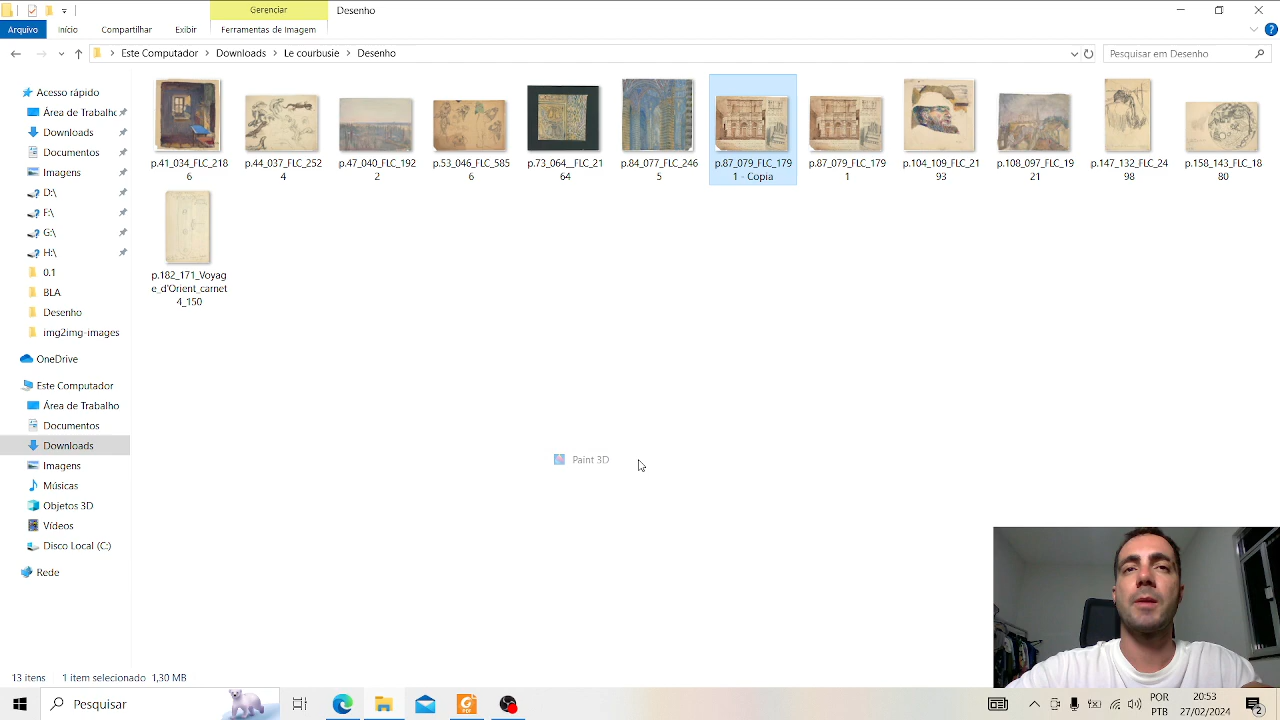 Gerenciar
Desenho
Arquivo
Início
Compartilhar
Exibir
Ferramentas de Imagem
Este Computador > Downloads > Le courbusie > Desenho
Pesquisar em Desenho
Acesso rápido
Área de Trabalho
Downloads
Documentos
Imagens
D:\
F:\
G:\
H:\
0.1
BLA
Desenho
img2img-images
OneDrive
Este Computador
Área de Trabalho
Documentos
Downloads
Imagens
Músicas
Objetos 3D
Vídeos
Disco Local (C:)
Rede
p.41_034_FLC_218
6
p.44_037_FLC_252
4
p.47_040_FLC_192
2
p.53_046_FLC_585
6
p.73_064__FLC_21
64
p.84_077_FLC_246
5
p.87_079_FLC_179
1 - Copia
p.87_079_FLC_179
1
p.104_109_FLC_21
93
p.108_097_FLC_19
21
p.147_132_FLC_24
98
p.158_143_FLC_18
80
p.182_171_Voyag
e_d'Orient_carnet
4_150
Paint 3D
13 itens
1 item selecionado 1,30 MB
Pesquisar
POR
PTB
20:53
27/02/2024
2